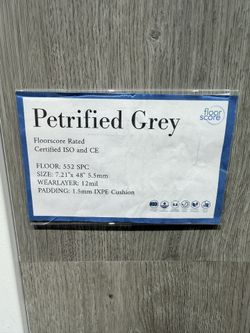 Petrified Grey
floor
score
Floorscore Rated
Certified ISO and CE
FLOOR: 552 SPC
SIZE: 7.21"x 48" 5.5mm
WEARLAYER: 12mil
PADDING: 1.5mm IXPE Cushion